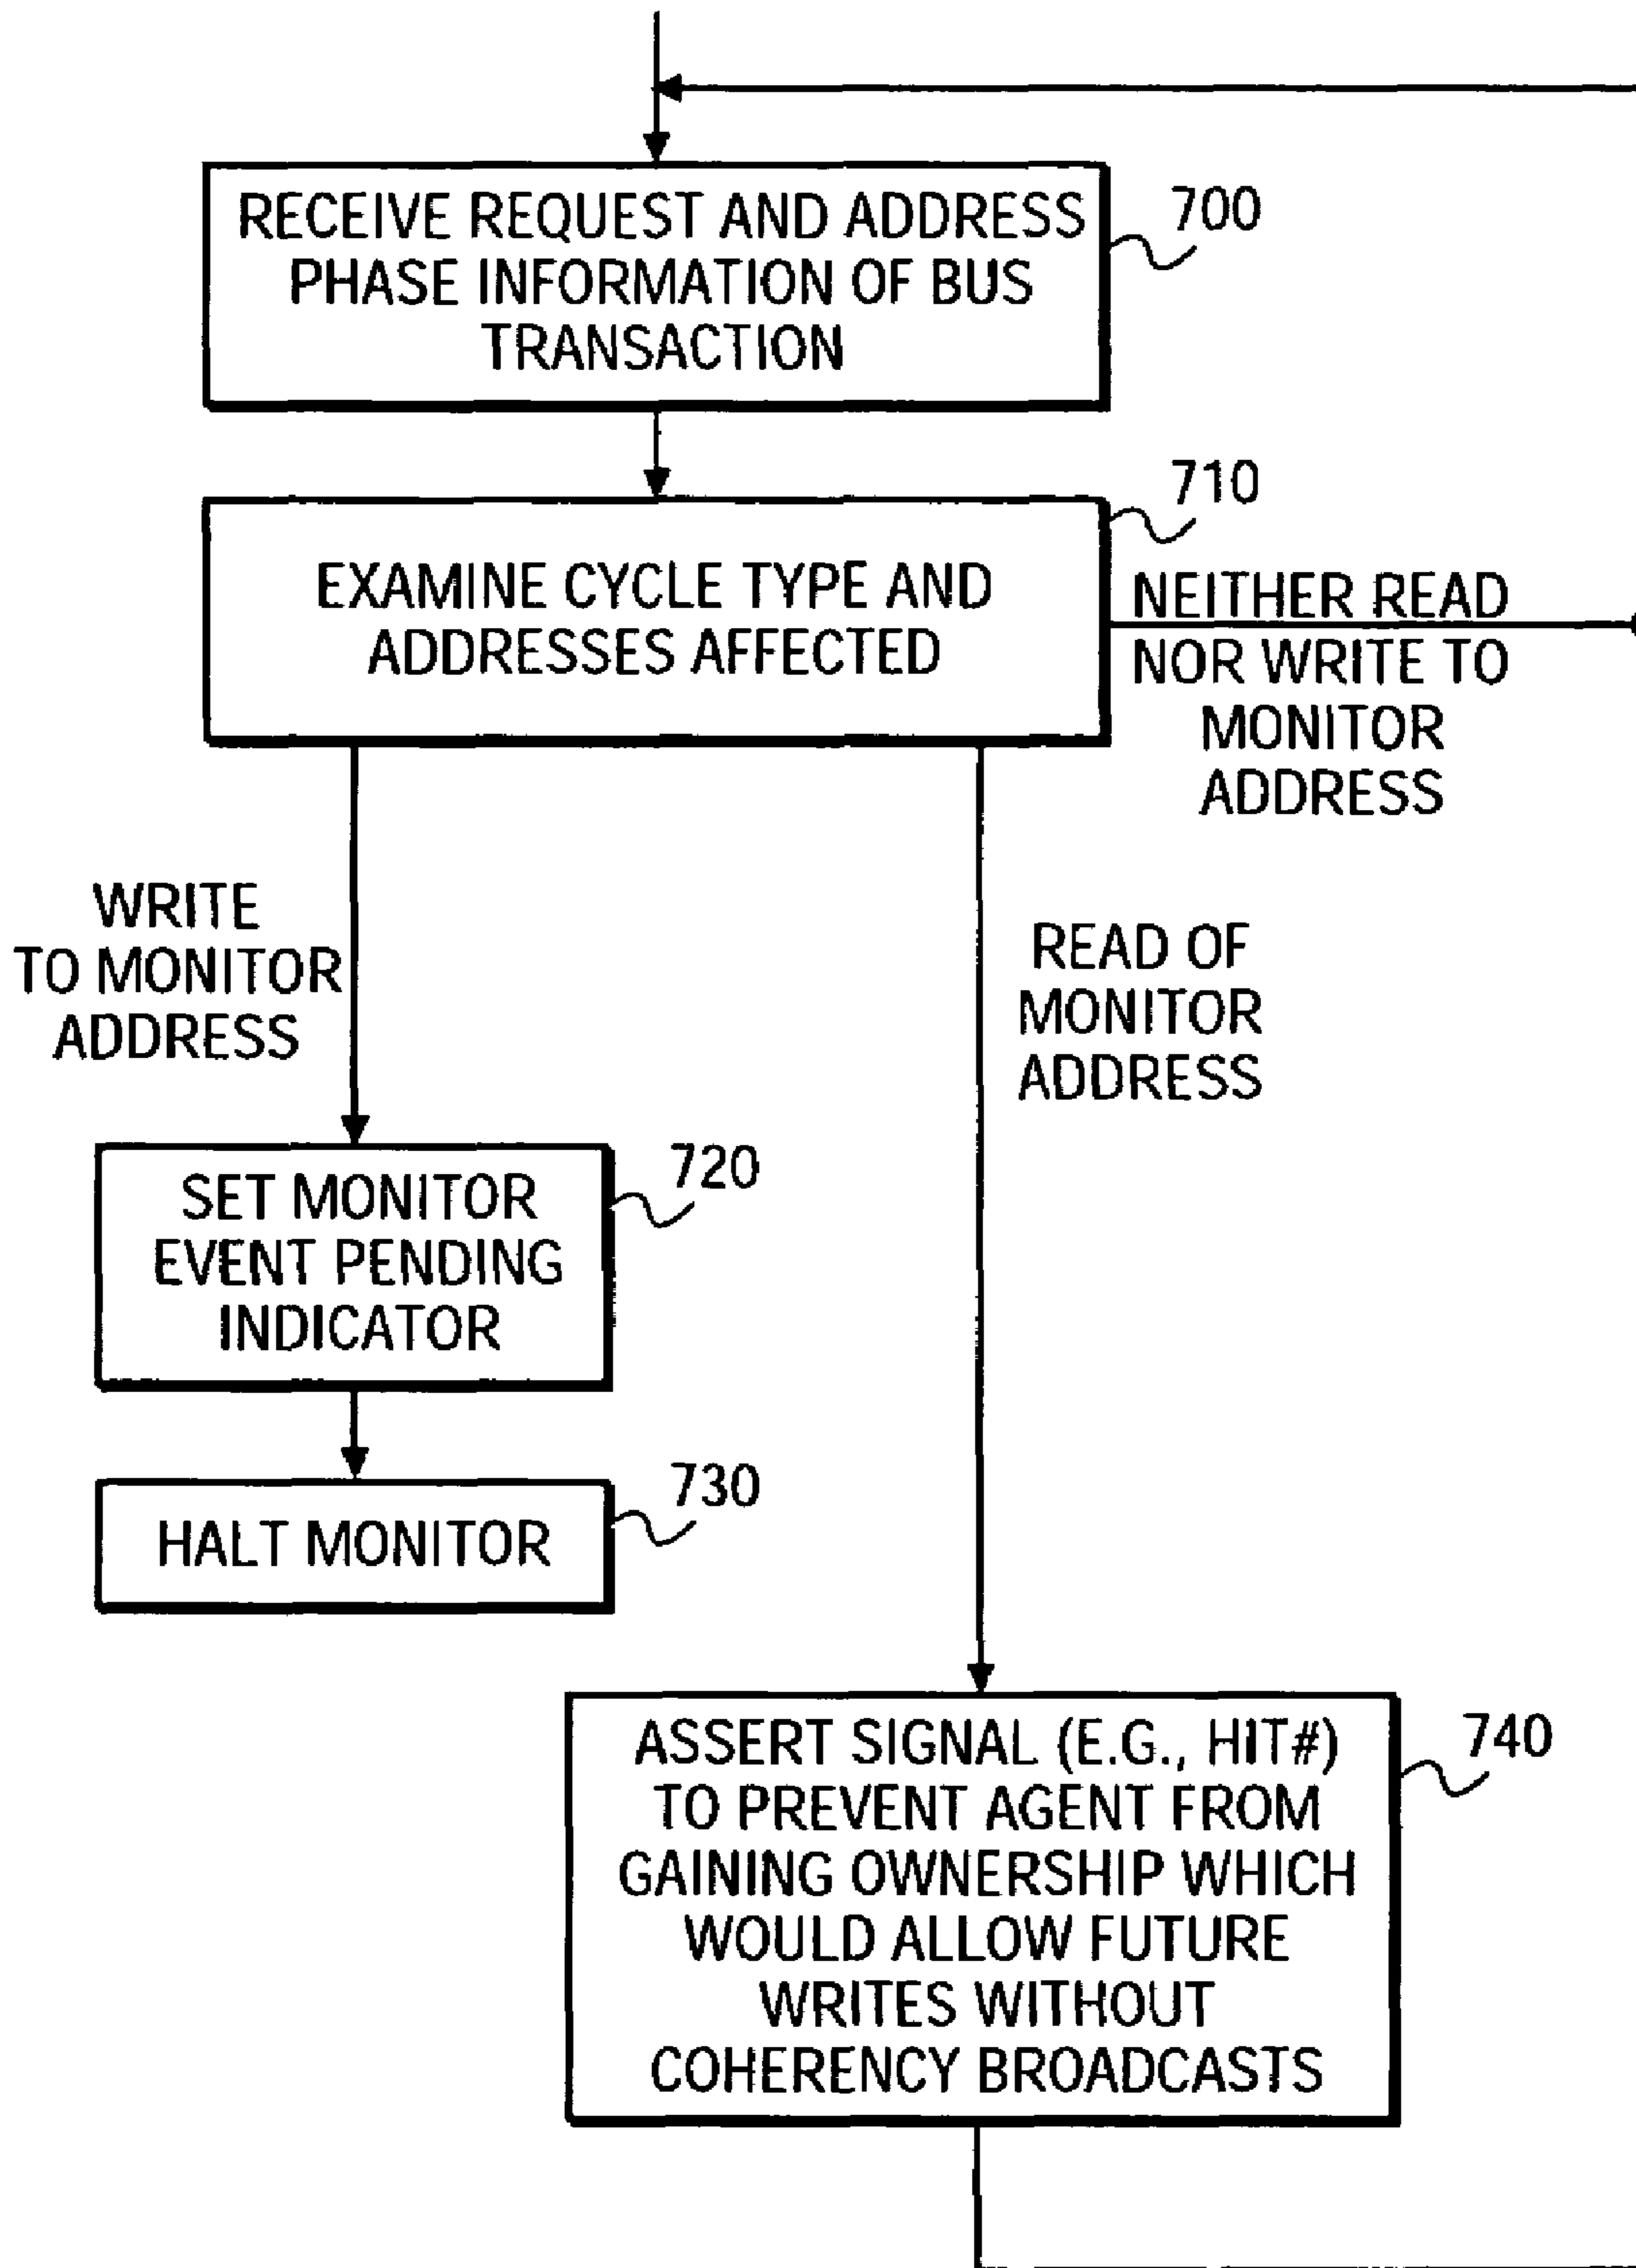 RECEIVE REQUEST AND ADDRESS
PHASE INFORMATION OF BUS
TRANSACTION
700
EXAMINE CYCLE TYPE AND
ADDRESSES AFFECTED
710
NEITHER READ
NOR WRITE TO
MONITOR
ADDRESS
WRITE
TO MONITOR
ADDRESS
READ OF
MONITOR
ADDRESS
SET MONITOR
EVENT PENDING
INDICATOR
720
HALT MONITOR
730
ASSERT SIGNAL (E.G., HIT#)
TO PREVENT AGENT FROM
GAINING OWNERSHIP WHICH
WOULD ALLOW FUTURE
WRITES WITHOUT
COHERENCY BROADCASTS
740